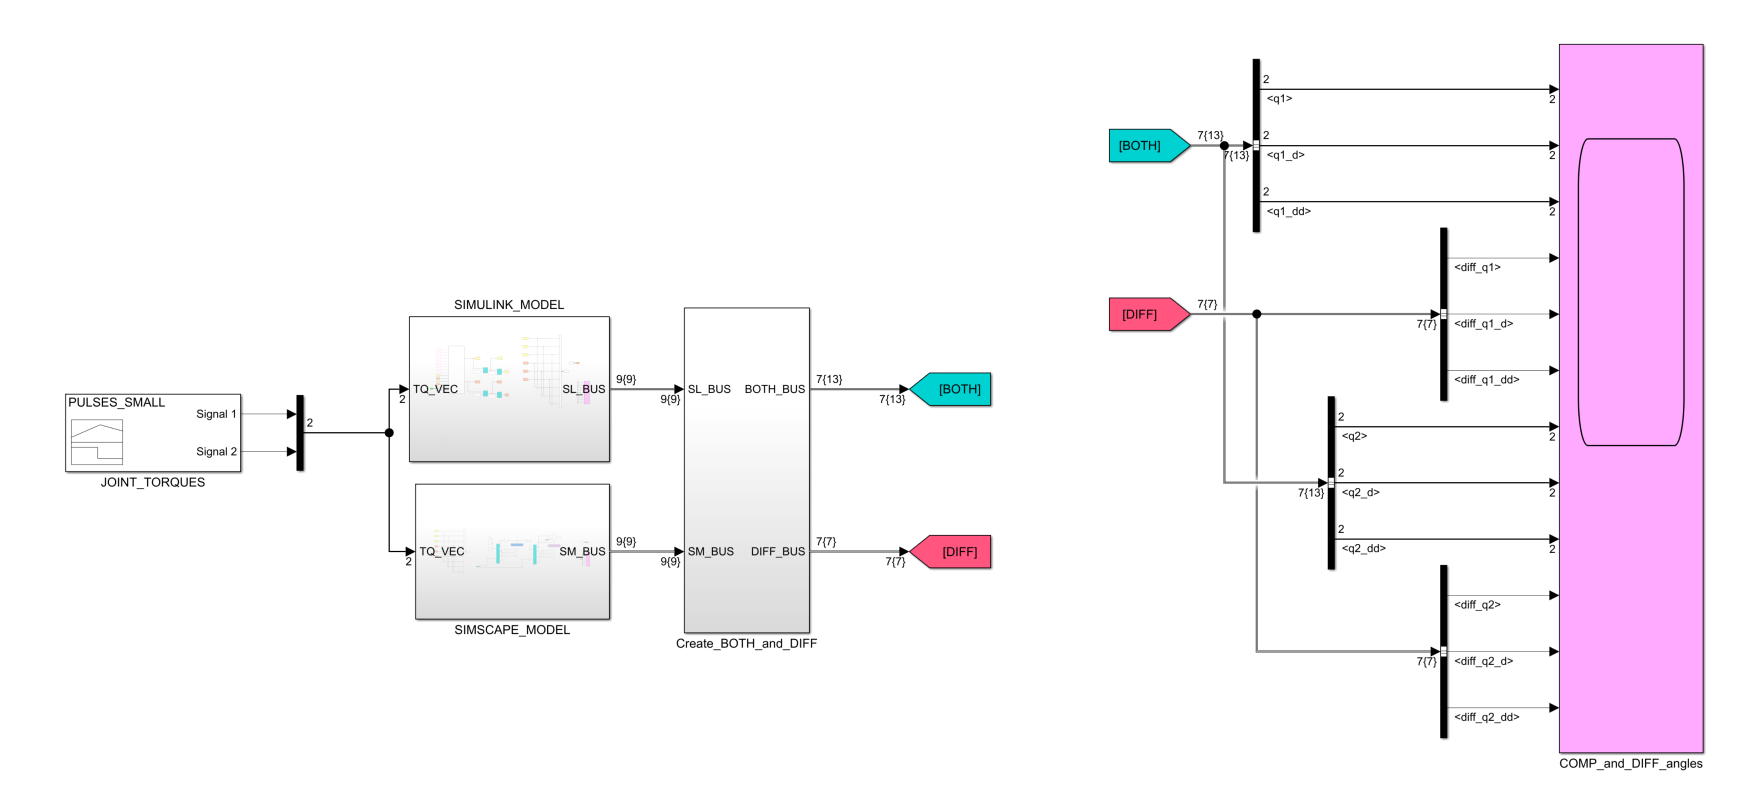 PULSES_SMALL
Signal 1
Signal 2
JOINT_TORQUES
2
SIMULINK_MODEL
TQ_VEC
2
SL_BUS
9{9}
9{9}
TQ_VEC
2
SM_BUS
SIMSCAPE_MODEL
9{9}
9{9}
SL_BUS
BOTH_BUS
SM_BUS
DIFF_BUS
Create_BOTH_and_DIFF
7{13}
7{13}
[BOTH]
7{7}
7{7}
[DIFF]
[BOTH]
7{13}
7{13}
2
<q1>
2
2
<q1_d>
2
2
<q1_dd>
2
[DIFF]
7{7}
7{7}
<diff_q1>
<diff_q1_d>
<diff_q1_dd>
7{13}
2
<q2>
2
2
<q2_d>
2
2
<q2_dd>
2
7{7}
<diff_q2>
<diff_q2_d>
<diff_q2_dd>
COMP_and_DIFF_angles